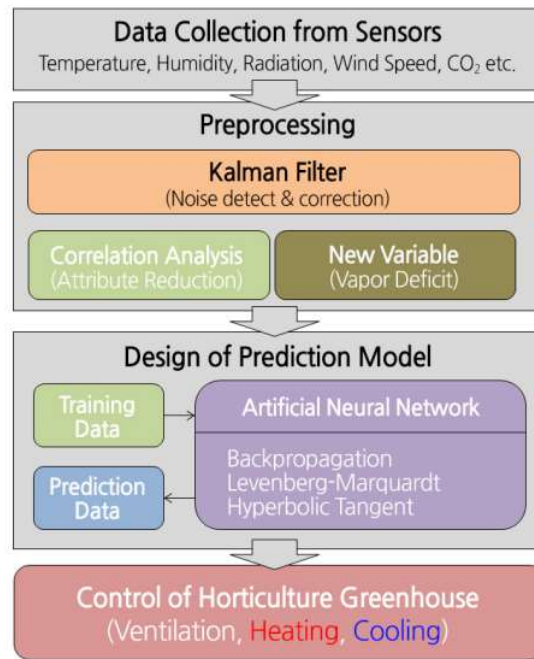 Data Collection from Sensors
Temperature, Humidity, Radiation, Wind Speed, CO₂ etc.
Preprocessing
Kalman Filter
(Noise detect & correction)
Correlation Analysis
(Attribute Reduction)
New Variable
(Vapor Deficit)
Design of Prediction Model
Training
Data
Prediction
Data
Artificial Neural Network
Backpropagation
Levenberg-Marquardt
Hyperbolic Tangent
Control of Horticulture Greenhouse
(Ventilation, Heating, Cooling)